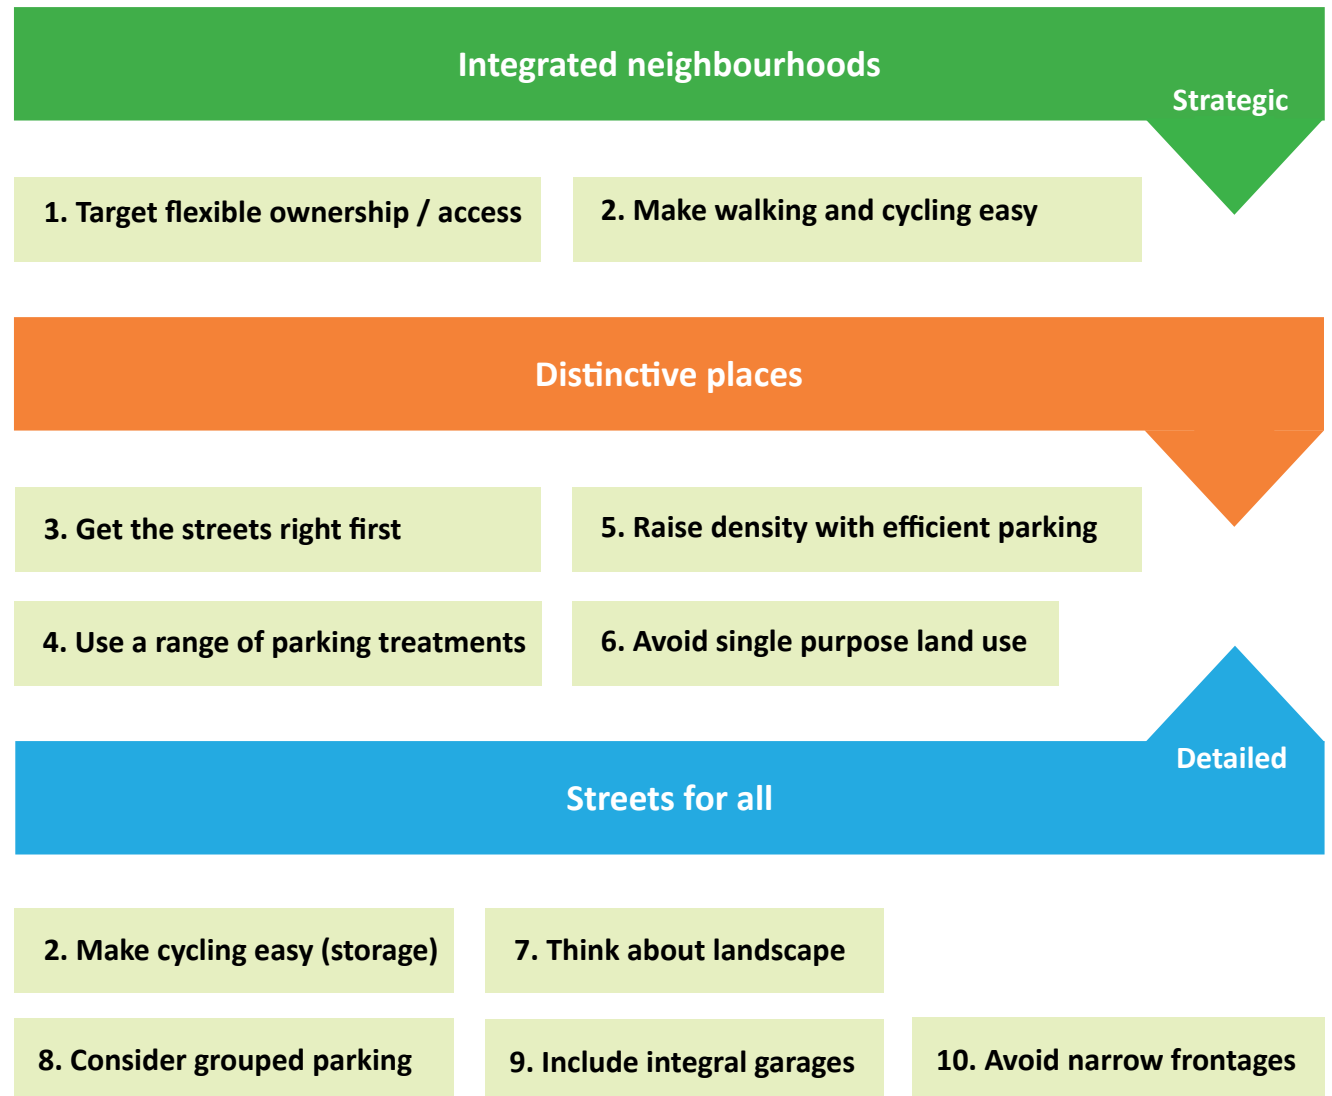 Integrated neighbourhoods
Strategic
1. Target flexible ownership / access
2. Make walking and cycling easy
Distinctive places
3. Get the streets right first
5. Raise density with efficient parking
4. Use a range of parking treatments
6. Avoid single purpose land use
Detailed
Streets for all
2. Make cycling easy (storage)
7. Think about landscape
8. Consider grouped parking
9. Include integral garages
10. Avoid narrow frontages